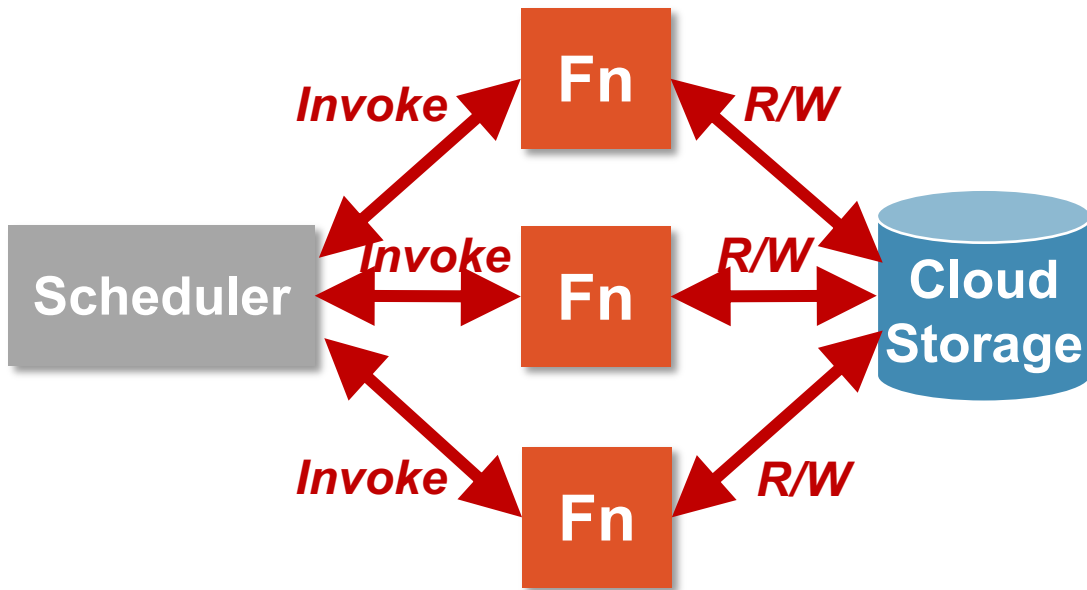 Fn
Invoke
R/W
Invoke
R/W
Scheduler
Fn
Cloud
Storage
Invoke
R/W
Fn